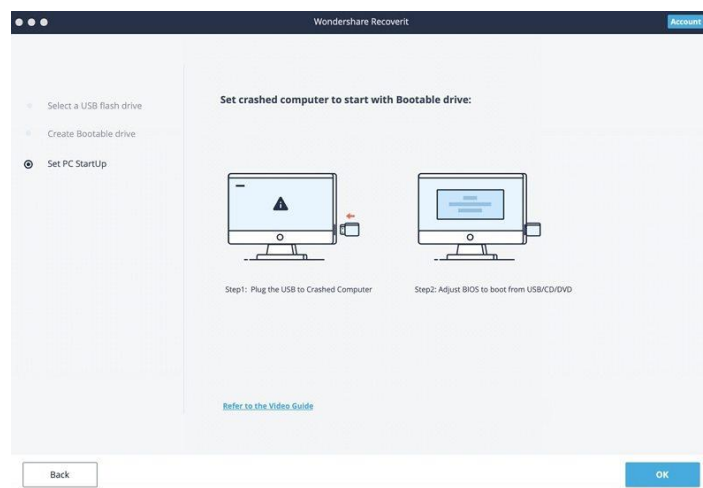 Wondershare Recoverit
Account
Select a USB flash drive
Create Bootable drive
Set PC StartUp
Set crashed computer to start with Bootable drive:
Step1: Plug the USB to Crashed Computer
Step2: Adjust BIOS to boot from USB/CD/DVD
Refer to the Video Guide
Back
OK